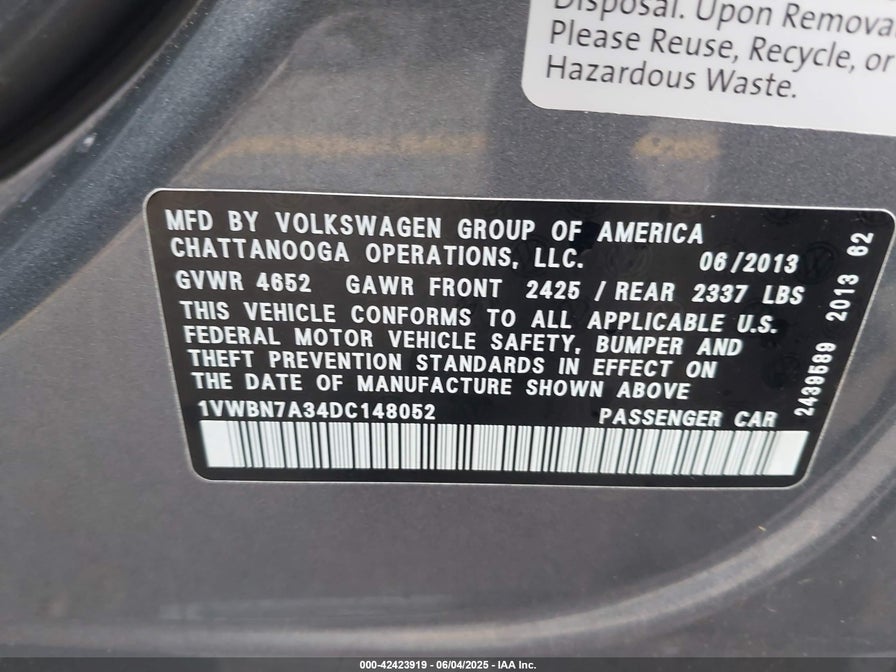 Disposal. Upon Removal
Please Reuse, Recycle, or
Hazardous Waste.
MFD BY VOLKSWAGEN GROUP OF AMERICA
CHATTANOOGA OPERATIONS, LLC. 06/2013
GVWR 4652 GAWR FRONT 2425 / REAR 2337 LBS
THIS VEHICLE CONFORMS TO ALL APPLICABLE U.S.
FEDERAL MOTOR VEHICLE SAFETY, BUMPER AND
THEFT PREVENTION STANDARDS IN EFFECT ON
THE DATE OF MANUFACTURE SHOWN ABOVE
1VWBN7A34DC148052 PASSENGER CAR
2439589 2013 62
000-42423919 - 06/04/2025 - IAA Inc.